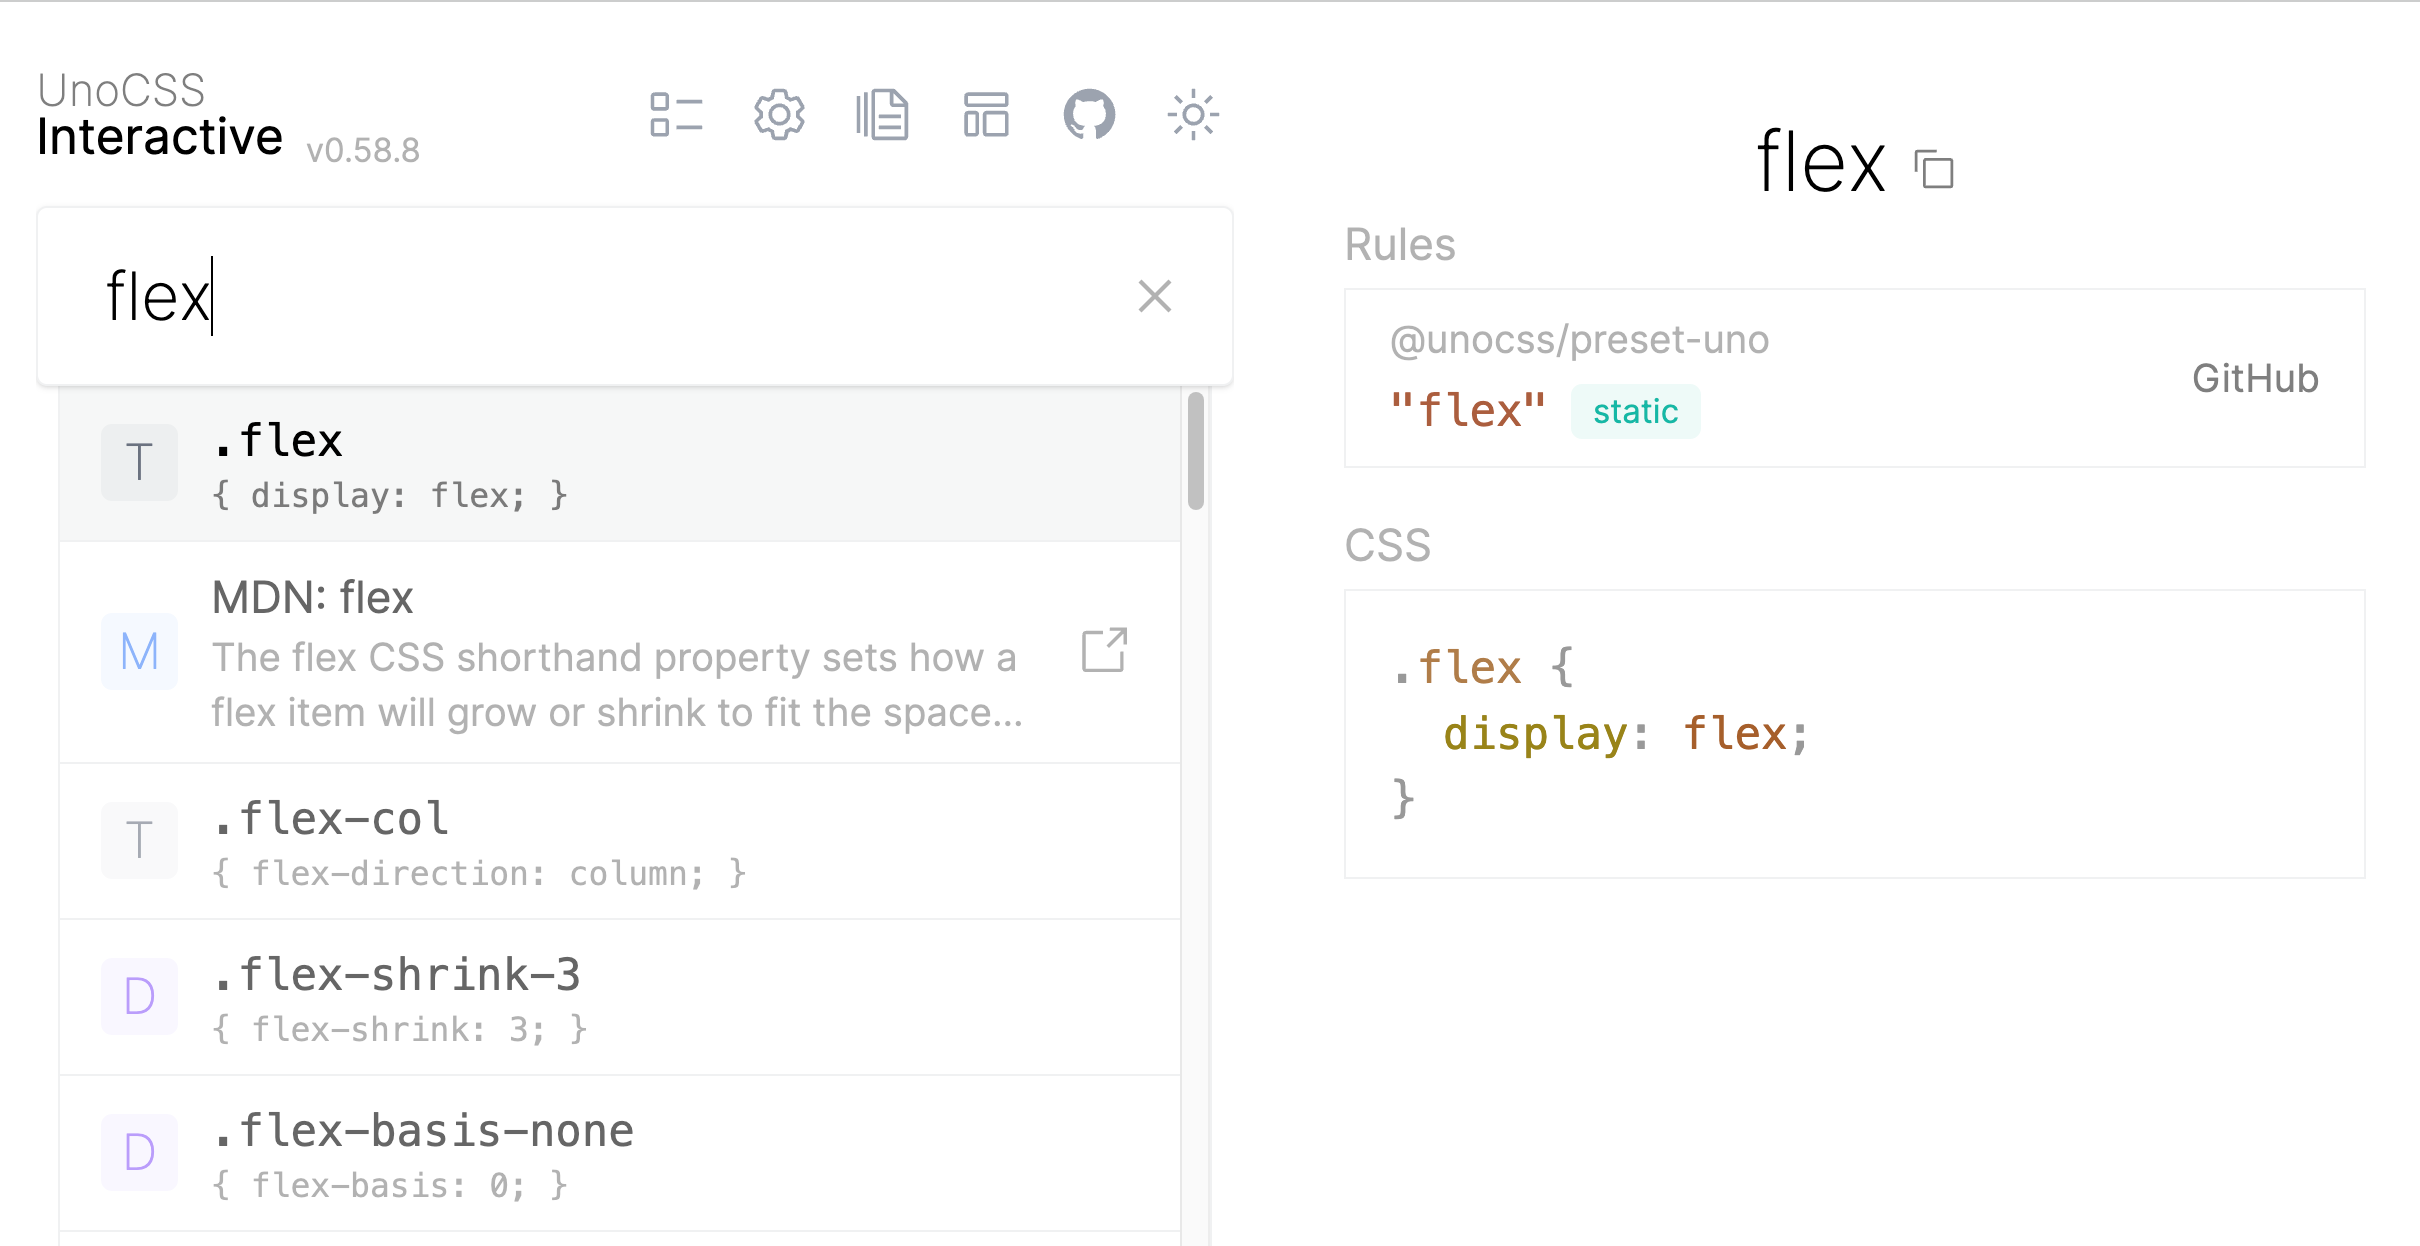 UnoCSS
Interactive v0.58.8
flex
T
.flex
{ display: flex; }
M
MDN: flex
The flex CSS shorthand property sets how a
flex item will grow or shrink to fit the space...
T
.flex-col
{ flex-direction: column; }
D
.flex-shrink-3
{ flex-shrink: 3; }
D
.flex-basis-none
{ flex-basis: 0; }
flex
Rules
@unocss/preset-uno
"flex" static
GitHub
CSS
.flex {
  display: flex;
}